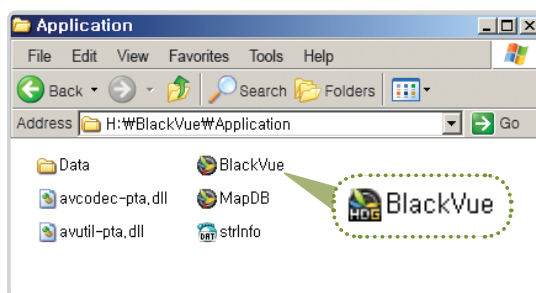 Application
File Edit View Favorites Tools Help
Back Search Folders
Address H:₩BlackVue₩Application Go
Data BlackVue
avcodec-pta.dll MapDB
avutil-pta.dll strInfo
BlackVue